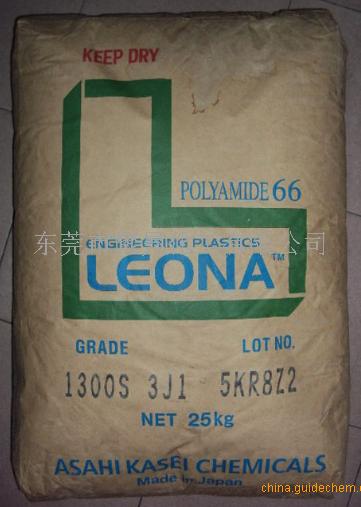 KEEP DRY
POLYAMIDE 66
东莞 公司
ENGINEERING PLASTICS
LEONA™
GRADE LOT NO.
1300S 3J1 5KR8Z2
NET 25kg
ASAHI KASEI CHEMICALS
Made in Japan
china.guidechem.com